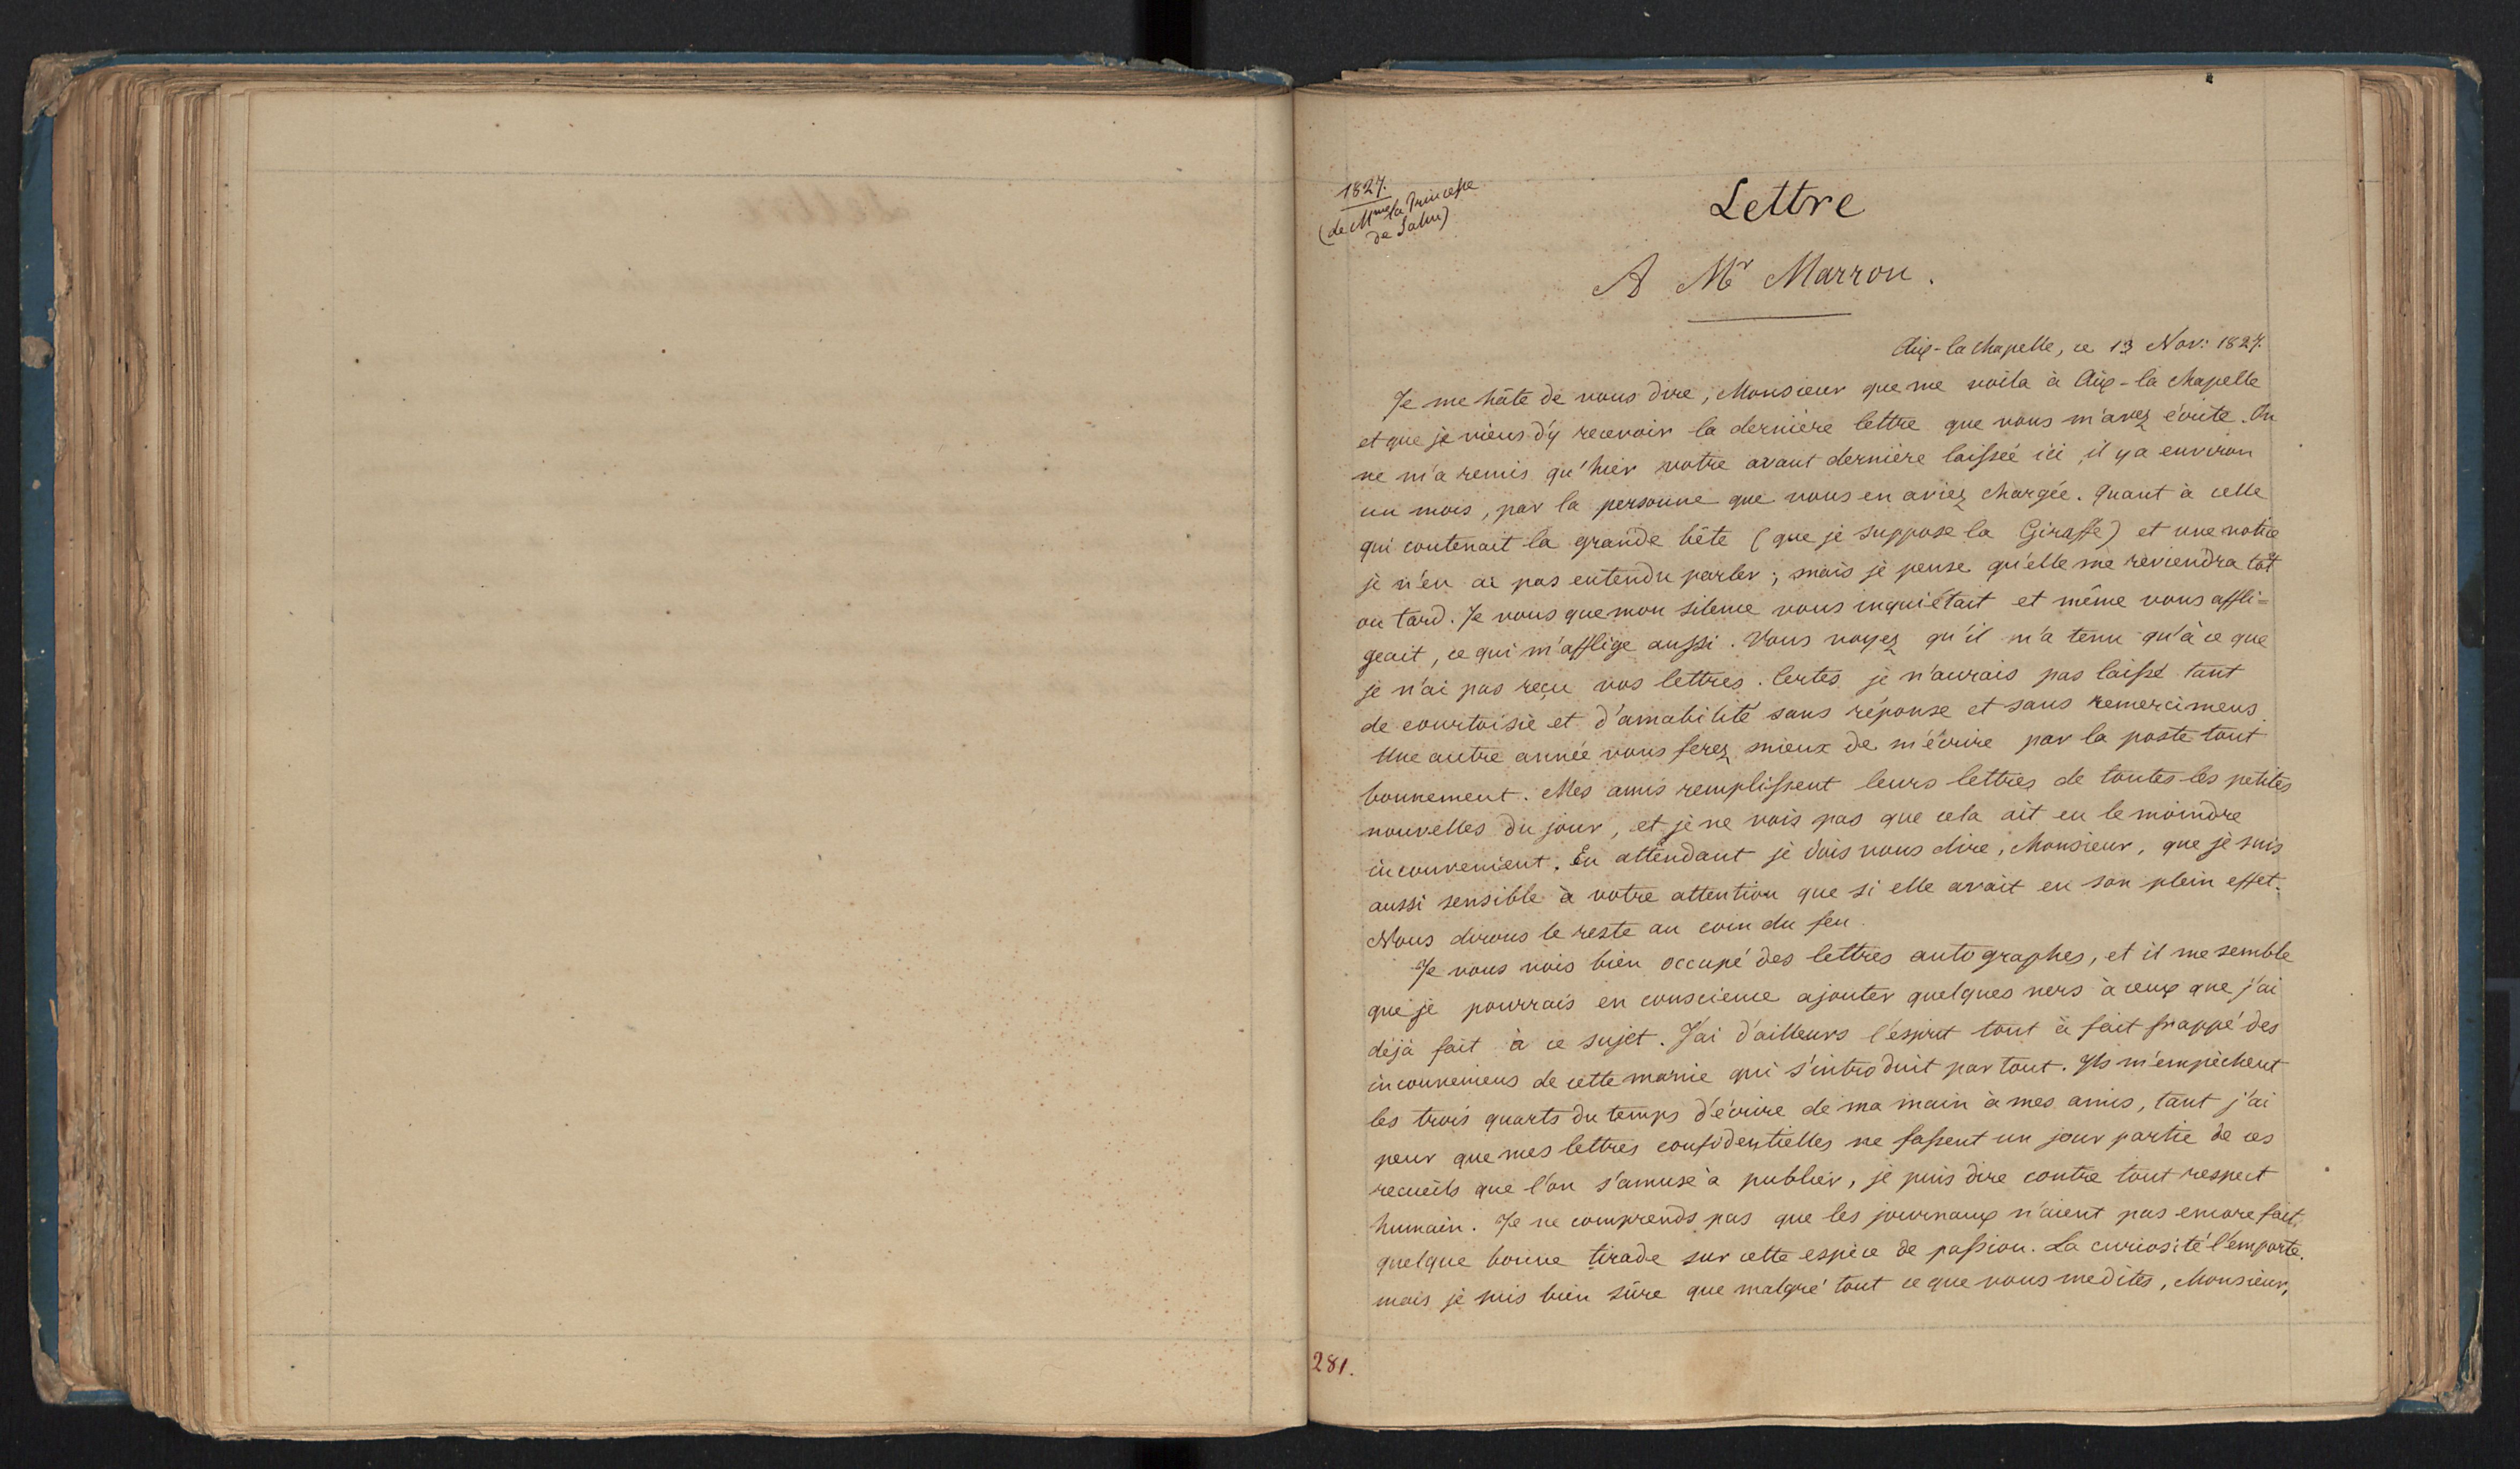 1827.
(de Mme la Princesse
de Salm)
Lettre
A Mr Marron.
Aix-la chapelle, ce 13 Nov: 1827.
Je me hâte de vous dire, Monsieur que me voila à Aix-la chapelle
et que je viens d'y recevoir la dernière lettre que vous m'avez écrite. On
ne m'a remis qu'hier votre avant dernière laissée ici, il y a environ
un mois, par la personne que vous en aviez chargée. Quant à celle
qui contenait la grande bête (que je suppose la Giraffe) et une notice
je n'en ai pas entendu parler; mais je pense qu'elle me reviendra tôt
ou tard. Je vous que mon silence vous inquiétait et même vous affli=
geait, ce qui m'afflige aussi. Vous voyez qu'il n'a tenu qu'à ce que
je n'ai pas reçu vos lettres. Certes je n'aurais pas laissé tant
de courtoisie et d'amabilité sans réponse et sans remercimens.
Une autre année vous ferez mieux de m'écrire par la poste tout
bonnement. Mes amis remplissent leurs lettres de toutes les petites
nouvelles du jour, et je ne vois pas que cela ait eu le moindre
inconvenient. En attendant je dois vous dire, Monsieur, que je suis
aussi sensible à votre attention que si elle avait eu son plein effet.
Nous dirons le reste au coin du feu.
Je vous vois bien occupé des lettres autographes, et il me semble
que je pourrais en conscience ajouter quelques vers à ceux que j'ai
déjà fait à ce sujet. J'ai d'ailleurs l'esprit tout à fait frappé des
inconveniens de cette manie qui s'introduit partout. Ils m'empêchent
les trois quarts du temps d'écrire de ma main à mes amis, tant j'ai
peur que mes lettres confidentielles ne fassent un jour partie de ces
recueils que l'on s'amuse à publier, je puis dire contre tout respect
humain. Je ne comprends pas que les journaux n'aient pas encore fait
quelque bonne tirade sur cette espèce de passion. La curiosité l'emporte.
mais je suis bien sûre que malgré tout ce que vous me dites, Monsieur,
281.